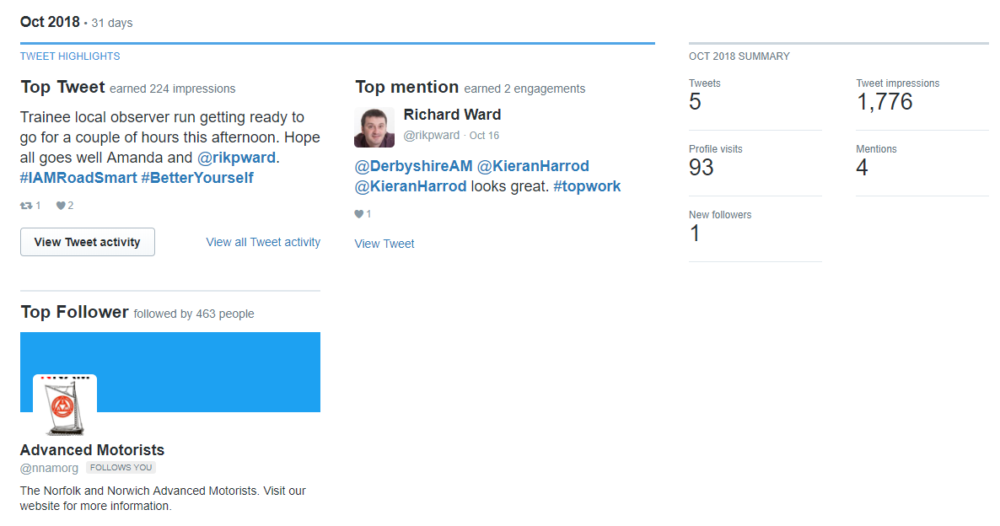 Oct 2018 • 31 days
TWEET HIGHLIGHTS
Top Tweet earned 224 impressions
Trainee local observer run getting ready to
go for a couple of hours this afternoon. Hope
all goes well Amanda and @rikpward.
#IAMRoadSmart #BetterYourself
1 2
View Tweet activity
View all Tweet activity
Top mention earned 2 engagements
Richard Ward
@rikpward · Oct 16
@DerbyshireAM @KieranHarrod
@KieranHarrod looks great. #topwork
1
View Tweet
Top Follower followed by 463 people
Advanced Motorists
@nnamorg FOLLOWS YOU
The Norfolk and Norwich Advanced Motorists. Visit our
website for more information.
OCT 2018 SUMMARY
Tweets
5
Tweet impressions
1,776
Profile visits
93
Mentions
4
New followers
1